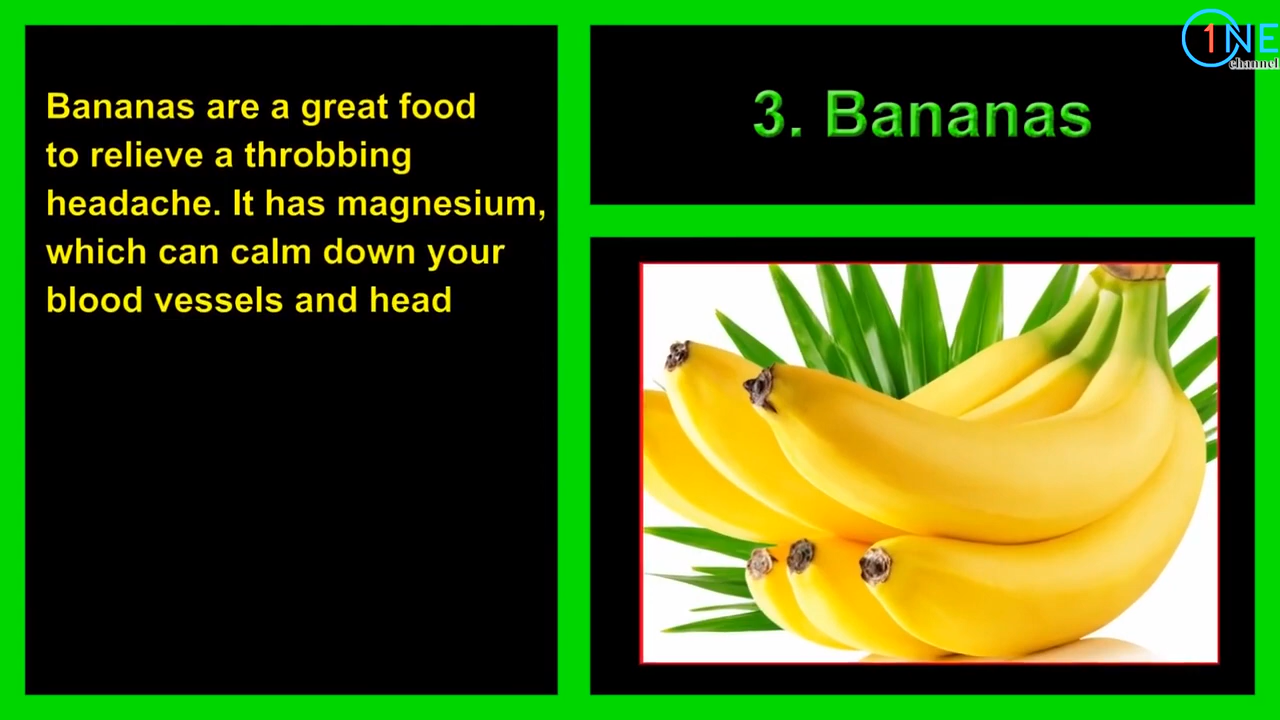 Bananas are a great food
to relieve a throbbing
headache. It has magnesium,
which can calm down your
blood vessels and head
3. Bananas
1NE
channel